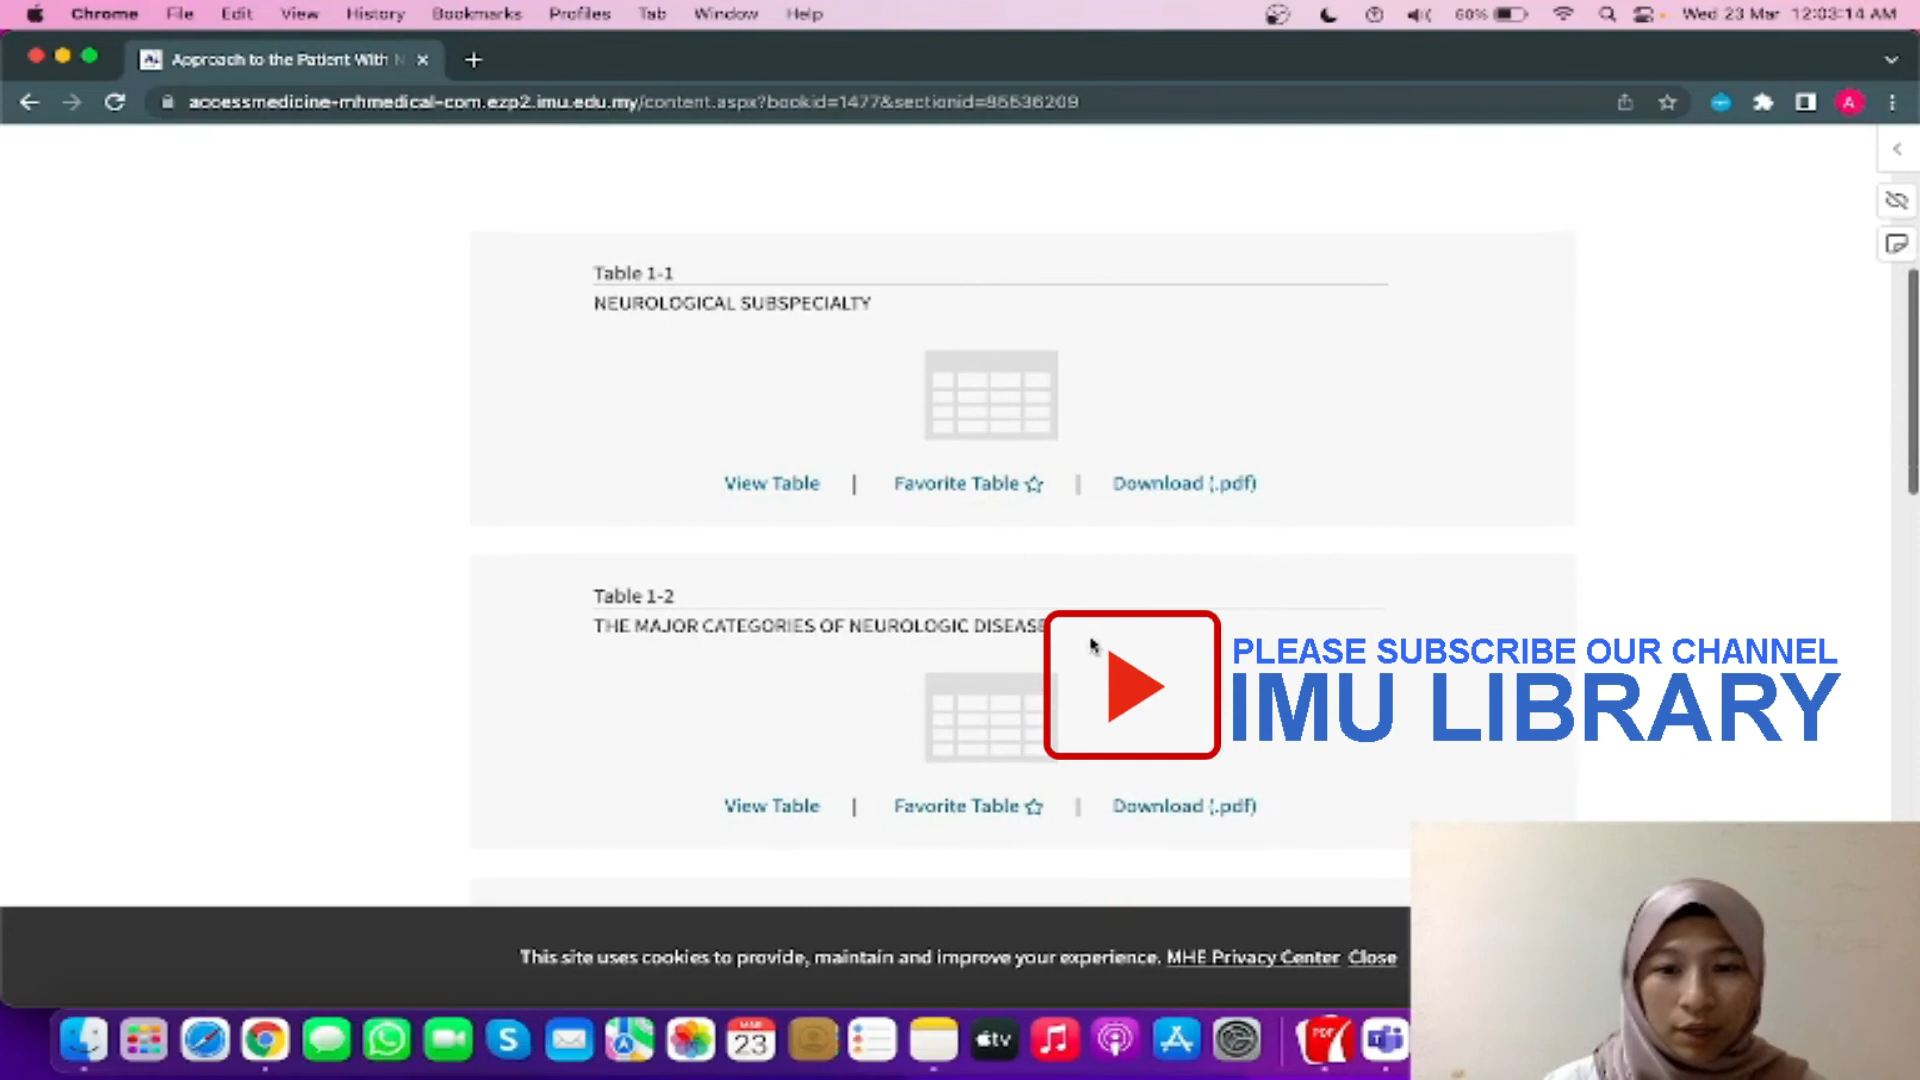 Chrome File Edit View History Bookmarks Profiles Tab Window Help 60% Wed 23 Mar 12:03:14 AM
Approach to the Patient With N
accessmedicine-mhmedical-com.ezp2.imu.edu.my/content.aspx?bookid=1477&sectionid=85536209
A
Table 1-1
NEUROLOGICAL SUBSPECIALTY
View Table | Favorite Table | Download (.pdf)
Table 1-2
THE MAJOR CATEGORIES OF NEUROLOGIC DISEASE
PLEASE SUBSCRIBE OUR CHANNEL
IMU LIBRARY
View Table | Favorite Table | Download (.pdf)
This site uses cookies to provide, maintain and improve your experience. MHE Privacy Center Close
MAR
23
tv
PDF